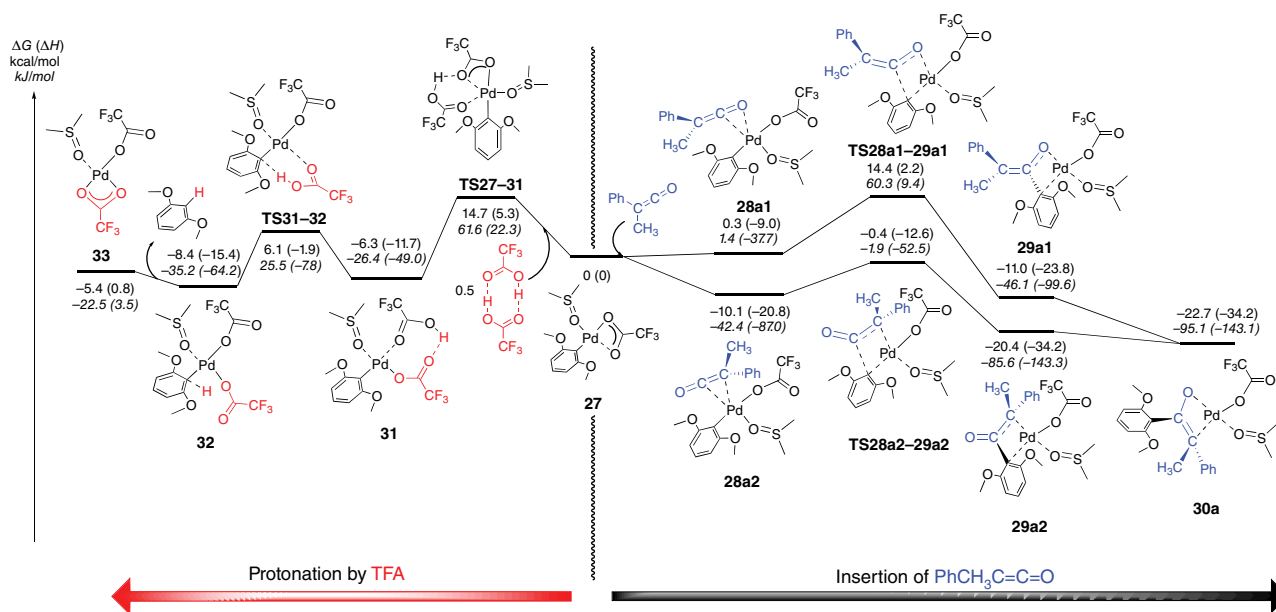 ΔG (ΔH)
kcal/mol
kJ/mol
33
−5.4 (0.8)
−22.5 (3.5)
−8.4 (−15.4)
−35.2 (−64.2)
32
TS31–32
6.1 (−1.9)
25.5 (−7.8)
−6.3 (−11.7)
−26.4 (−49.0)
31
TS27–31
14.7 (5.3)
61.6 (22.3)
0.5
0 (0)
27
28a1
0.3 (−9.0)
1.4 (−37.7)
TS28a1–29a1
14.4 (2.2)
60.3 (9.4)
29a1
−11.0 (−23.8)
−46.1 (−99.6)
−10.1 (−20.8)
−42.4 (−87.0)
28a2
−0.4 (−12.6)
−1.9 (−52.5)
TS28a2–29a2
−20.4 (−34.2)
−85.6 (−143.3)
29a2
−22.7 (−34.2)
−95.1 (−143.1)
30a
Protonation by TFA
Insertion of PhCH₃C=C=O